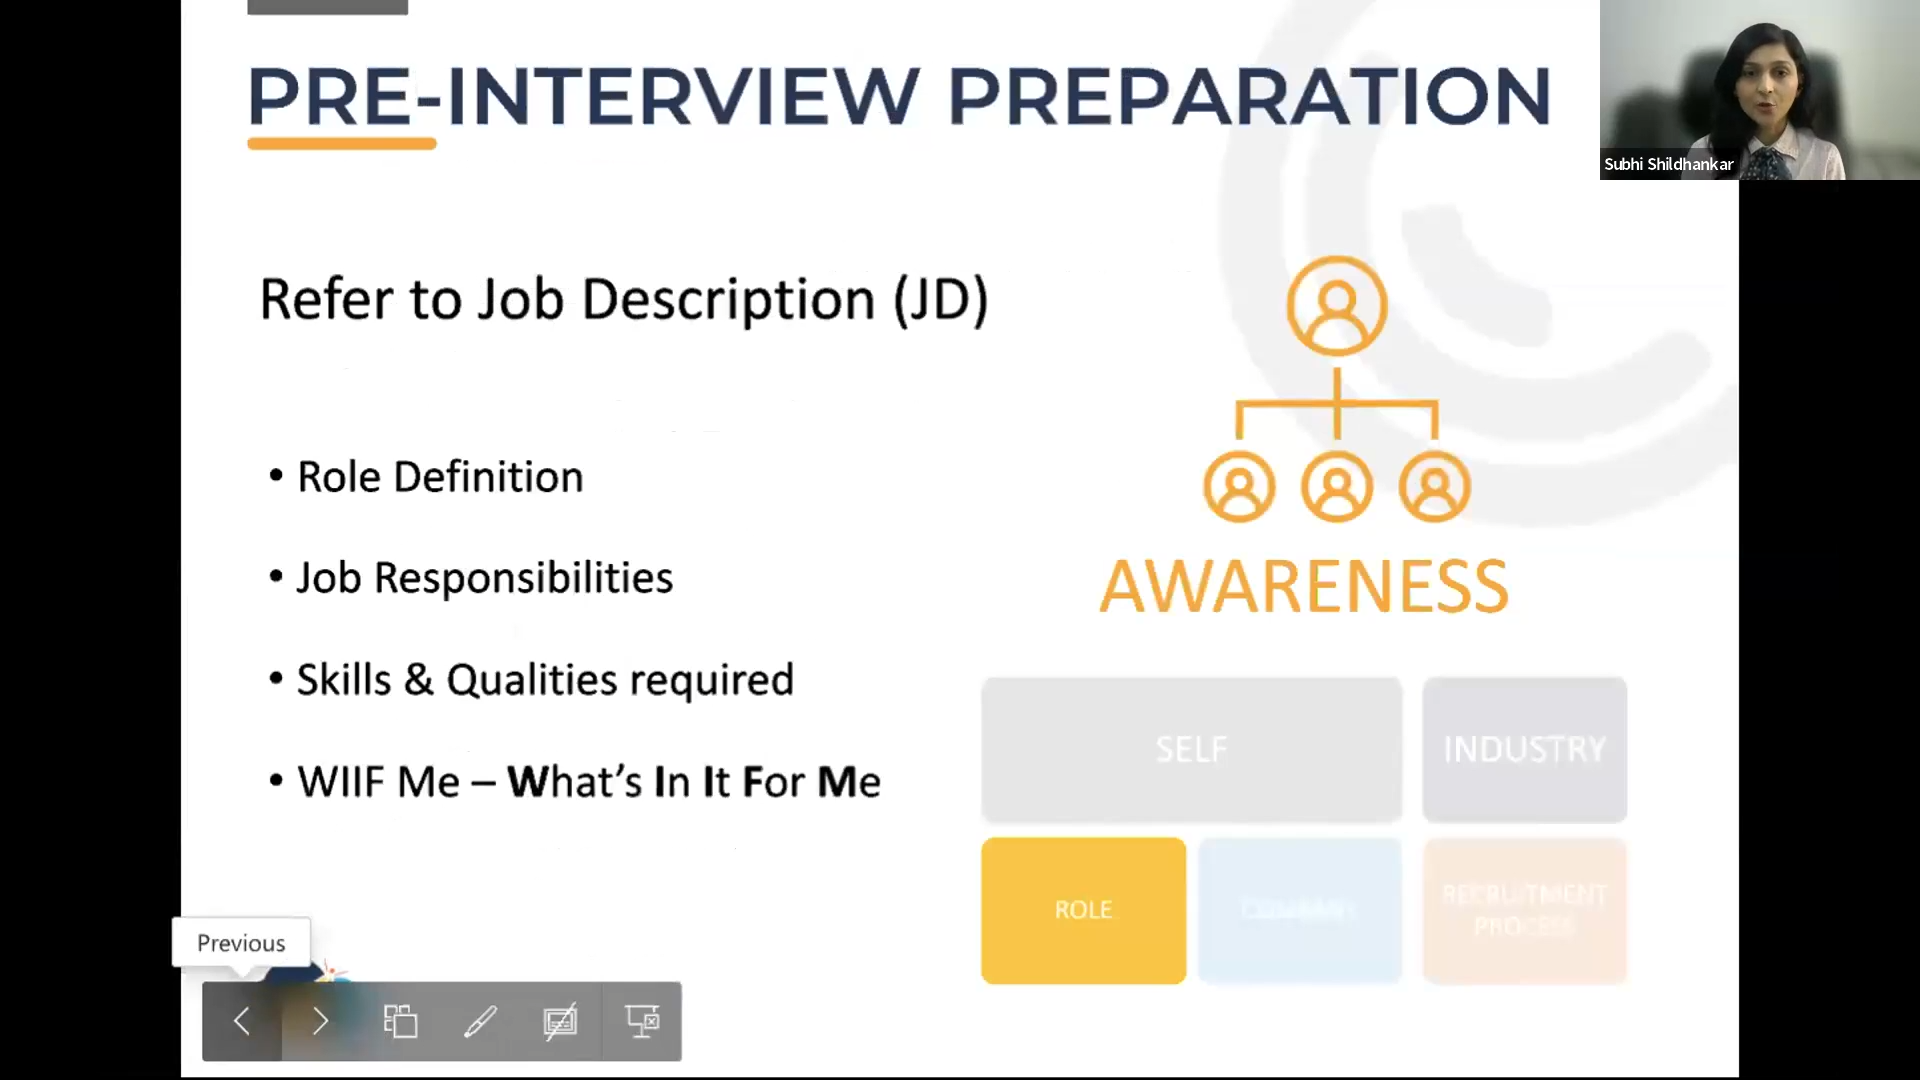 PRE-INTERVIEW PREPARATION
Subhi Shildhankar
Refer to Job Description (JD)
• Role Definition
• Job Responsibilities
• Skills & Qualities required
• WIIF Me – What's In It For Me
AWARENESS
SELF
INDUSTRY
ROLE
RECRUITMENT
PROCESS
Previous